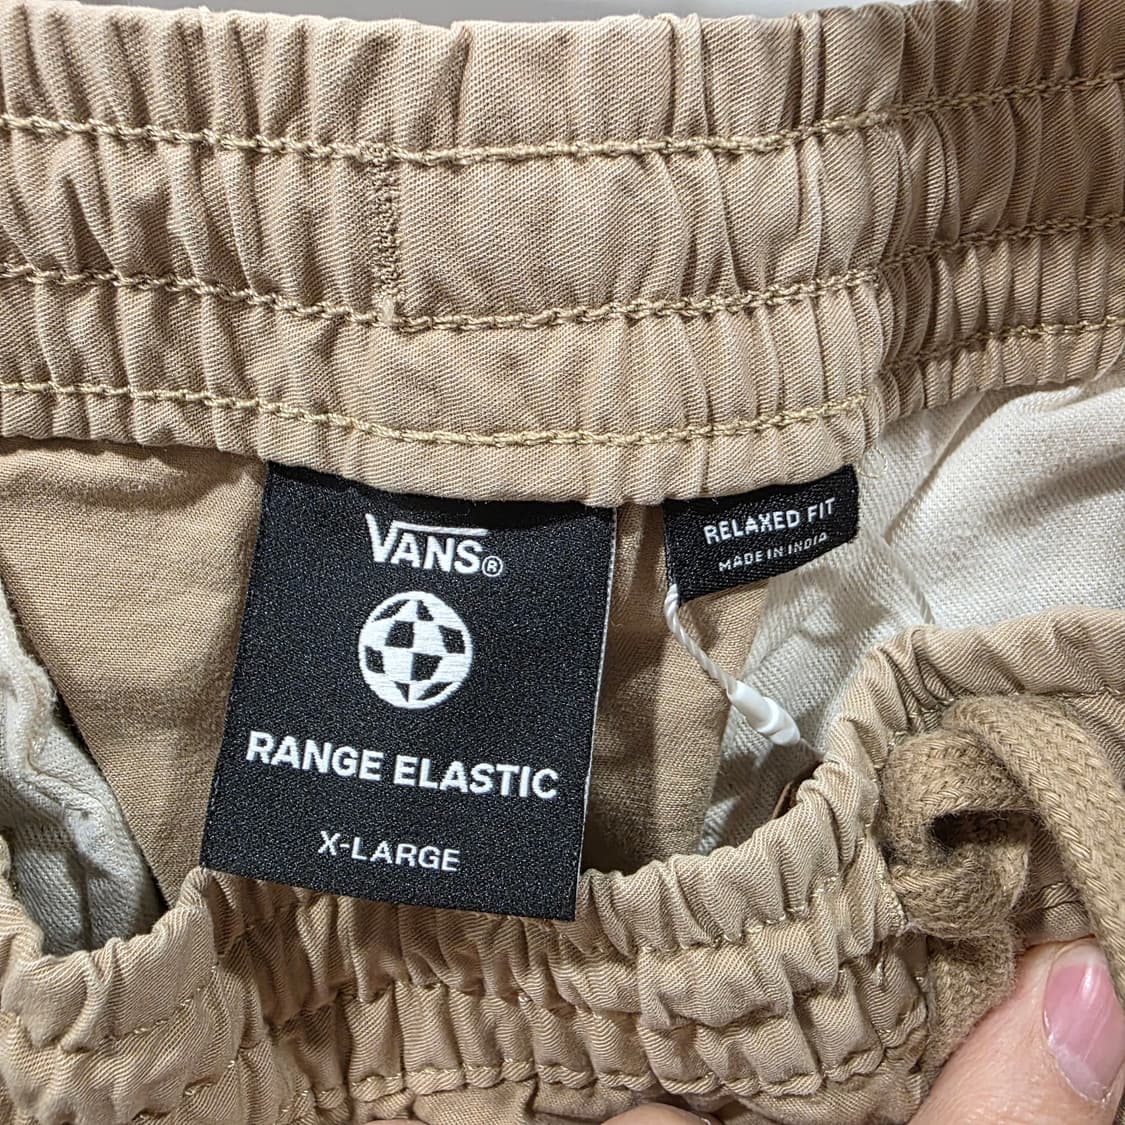 VANS®
RANGE ELASTIC
X-LARGE
RELAXED FIT
MADE IN INDIA